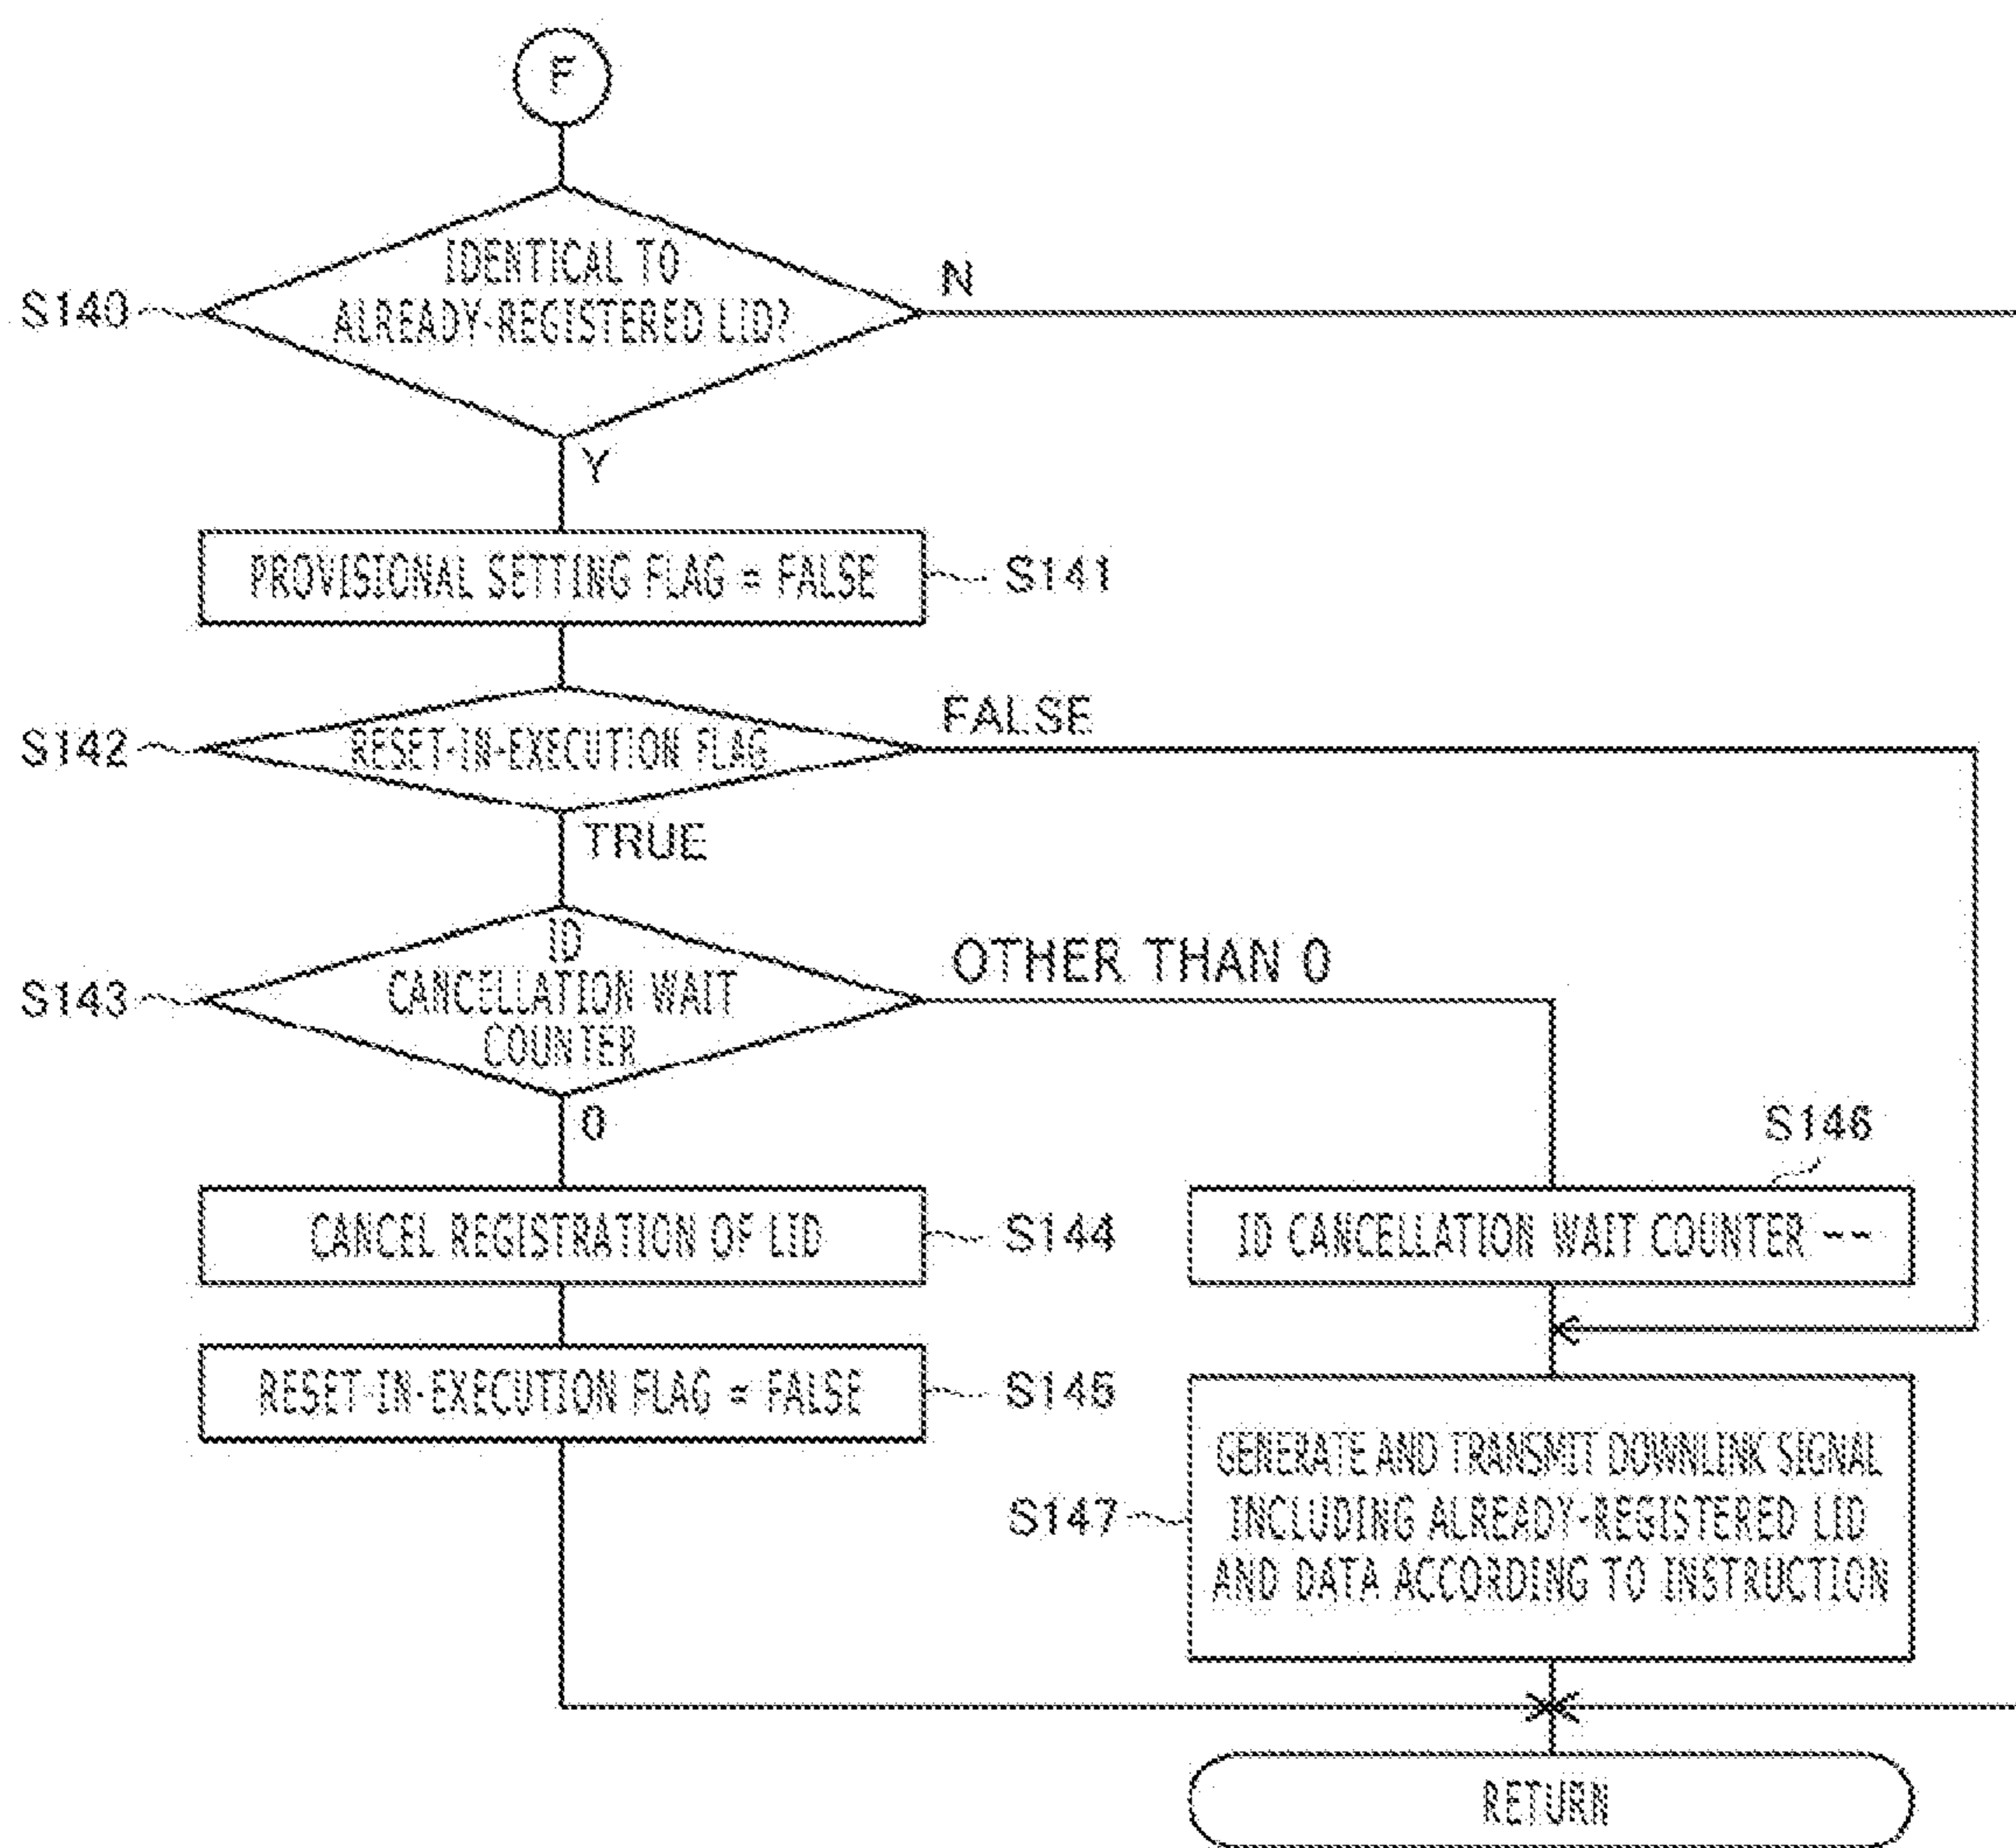 F
IDENTICAL TO
ALREADY-REGISTERED LID?
S140
N
Y
PROVISIONAL SETTING FLAG = FALSE
S141
RESET-IN-EXECUTION FLAG
S142
FALSE
TRUE
ID
CANCELLATION WAIT
COUNTER
S143
OTHER THAN 0
0
CANCEL REGISTRATION OF LID
S144
S146
ID CANCELLATION WAIT COUNTER --
RESET-IN-EXECUTION FLAG = FALSE
S145
S147
GENERATE AND TRANSMIT DOWNLINK SIGNAL
INCLUDING ALREADY-REGISTERED LID
AND DATA ACCORDING TO INSTRUCTION
RETURN